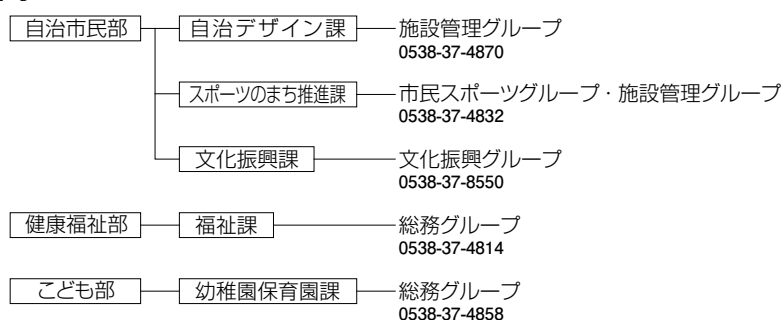 自治市民部 自治デザイン課 施設管理グループ
0538-37-4870
スポーツのまち推進課 市民スポーツグループ・施設管理グループ
0538-37-4832
文化振興課 文化振興グループ
0538-37-8550
健康福祉部 福祉課 総務グループ
0538-37-4814
こども部 幼稚園保育園課 総務グループ
0538-37-4858